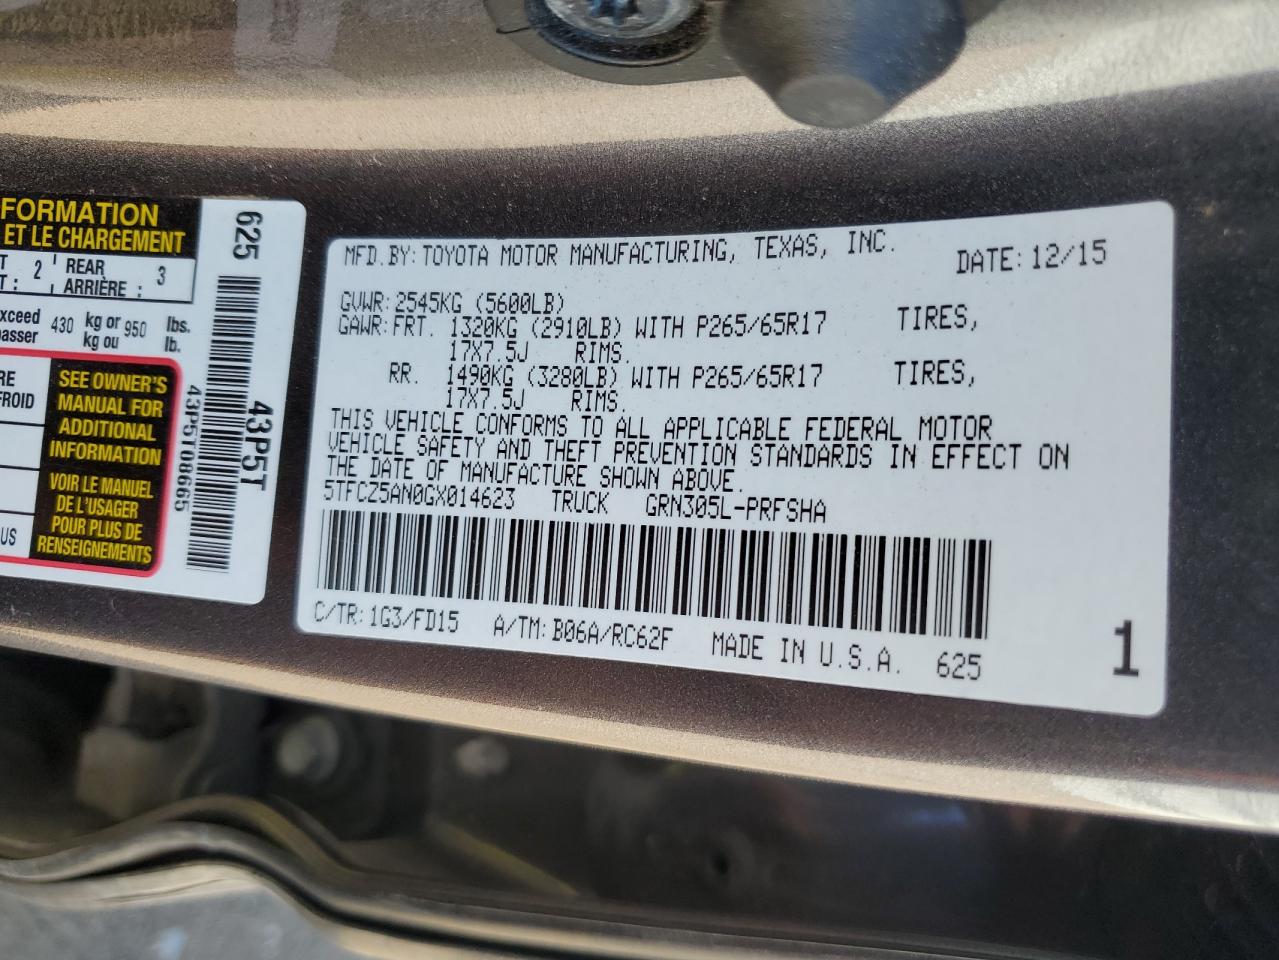 FORMATION
ET LE CHARGEMENT
T 2 REAR 3
T : ARRIÈRE :
xceed 430 kg or 950 lbs.
passer kg ou lb.
RE
FROID
US
SEE OWNER'S
MANUAL FOR
ADDITIONAL
INFORMATION
VOIR LE MANUEL
DE L'USAGER
POUR PLUS DE
RENSEIGNEMENTS
43P5T08665
625
43P5T
MFD.BY:TOYOTA MOTOR MANUFACTURING, TEXAS, INC. DATE:12/15
GVWR:2545KG (5600LB)
GAWR:FRT. 1320KG (2910LB) WITH P265/65R17 TIRES,
17X7.5J RIMS.
RR. 1490KG (3280LB) WITH P265/65R17 TIRES,
17X7.5J RIMS.
THIS VEHICLE CONFORMS TO ALL APPLICABLE FEDERAL MOTOR
VEHICLE SAFETY AND THEFT PREVENTION STANDARDS IN EFFECT ON
THE DATE OF MANUFACTURE SHOWN ABOVE.
5TFCZ5AN0GX014623 TRUCK GRN305L-PRFSHA
C/TR:1G3/FD15 A/TM:B06A/RC62F MADE IN U.S.A. 625
1